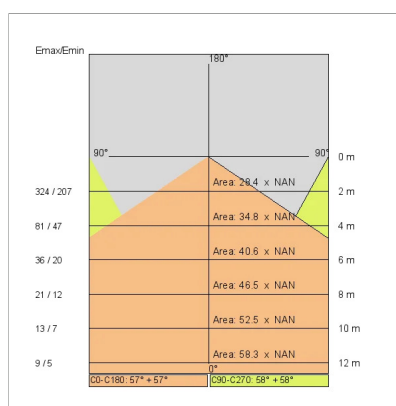 Emax/Emin
180°
90° 90° 0 m
324 / 207 Area: 28.4 x NAN 2 m
81 / 47 Area: 34.8 x NAN 4 m
36 / 20 Area: 40.6 x NAN 6 m
21 / 12 Area: 46.5 x NAN 8 m
13 / 7 Area: 52.5 x NAN 10 m
9 / 5 Area: 58.3 x NAN 12 m
0°
C0-C180: 57° + 57° C90-C270: 58° + 58°